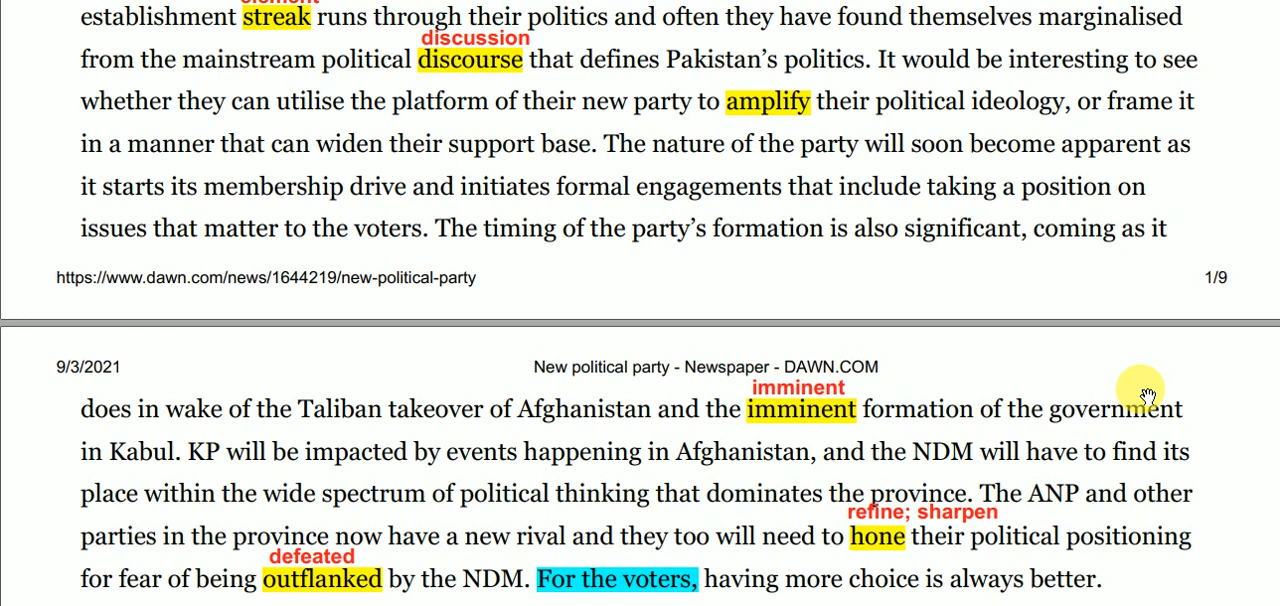 element
establishment streak runs through their politics and often they have found themselves marginalised
discussion
from the mainstream political discourse that defines Pakistan’s politics. It would be interesting to see
whether they can utilise the platform of their new party to amplify their political ideology, or frame it
in a manner that can widen their support base. The nature of the party will soon become apparent as
it starts its membership drive and initiates formal engagements that include taking a position on
issues that matter to the voters. The timing of the party’s formation is also significant, coming as it
https://www.dawn.com/news/1644219/new-political-party 1/9
9/3/2021 New political party - Newspaper - DAWN.COM
imminent
does in wake of the Taliban takeover of Afghanistan and the imminent formation of the government
in Kabul. KP will be impacted by events happening in Afghanistan, and the NDM will have to find its
place within the wide spectrum of political thinking that dominates the province. The ANP and other
refine; sharpen
parties in the province now have a new rival and they too will need to hone their political positioning
defeated
for fear of being outflanked by the NDM. For the voters, having more choice is always better.